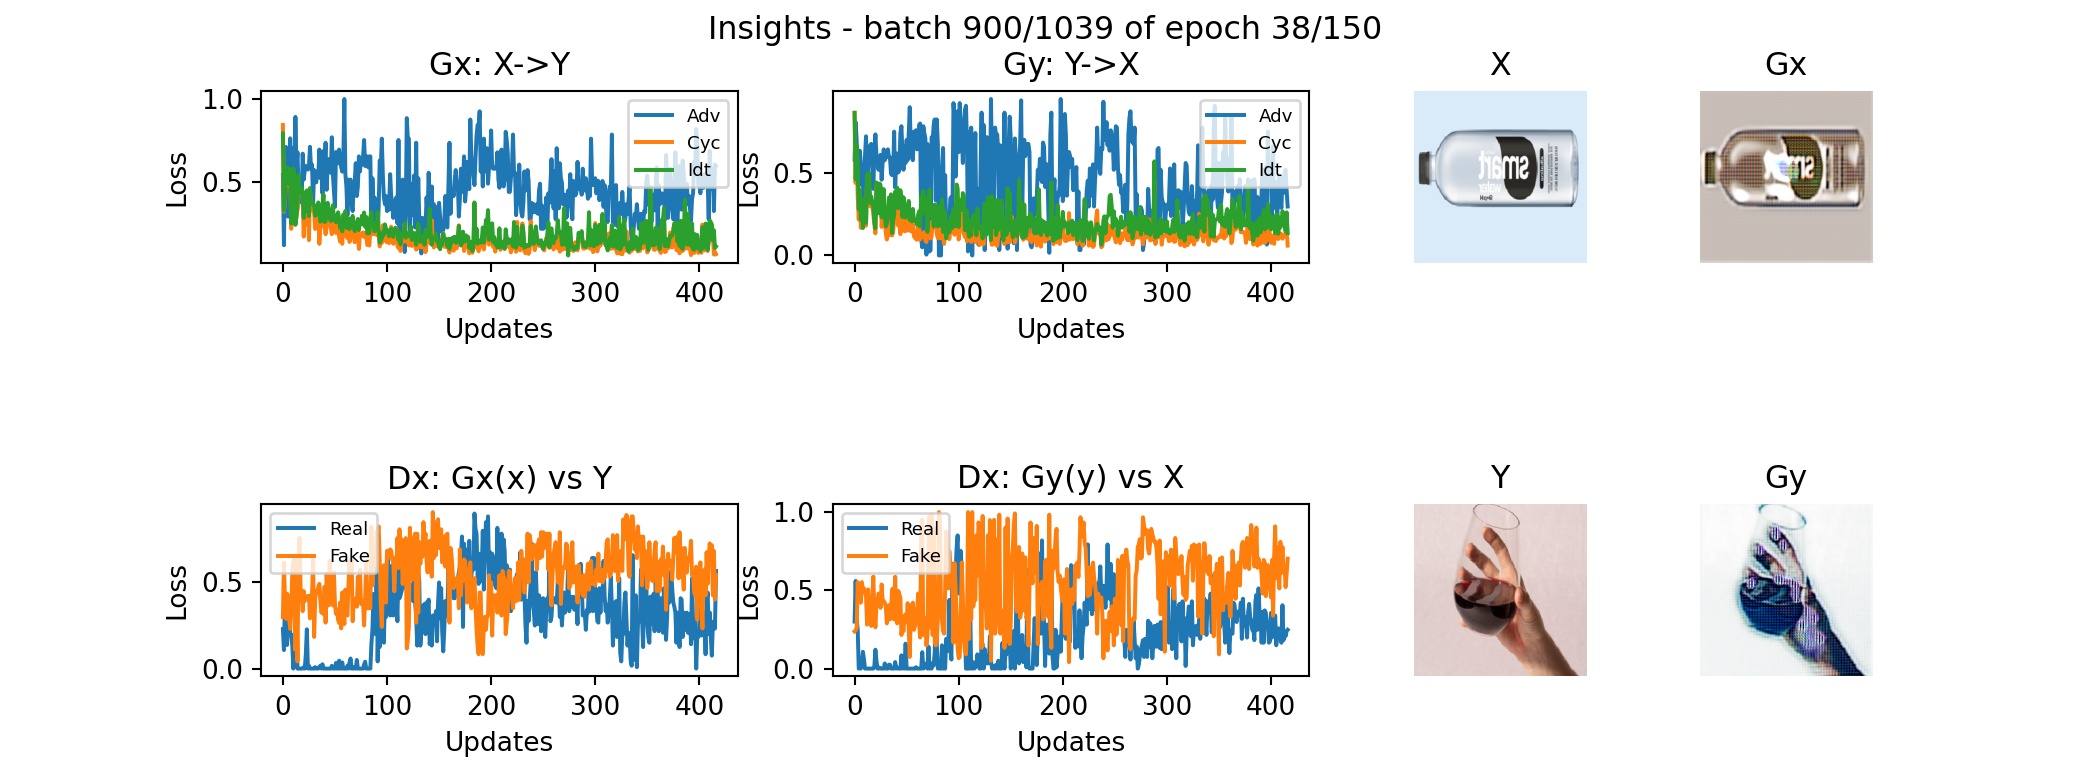 Insights - batch 900/1039 of epoch 38/150
Gx: X->Y
Gy: Y->X
X
Gx
1.0
0.5
Loss
Adv
Cyc
Idt
0 100 200 300 400
Updates
0.5
0.0
Loss
Adv
Cyc
Idt
0 100 200 300 400
Updates
smart
water
sm
Dx: Gx(x) vs Y
Dx: Gy(y) vs X
Y
Gy
0.5
0.0
Loss
Real
Fake
0 100 200 300 400
Updates
1.0
0.5
0.0
Loss
Real
Fake
0 100 200 300 400
Updates